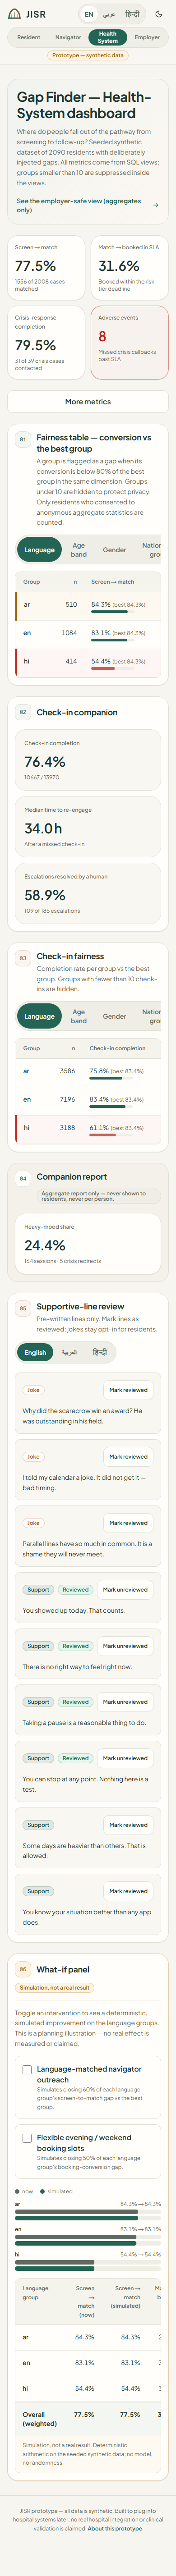 JISR
EN
عربي
हिन्दी
Resident
Navigator
Health
System
Employer
Prototype — synthetic data
Gap Finder — Health-
System dashboard
Where do people fall out of the pathway from
screening to follow-up? Seeded synthetic
dataset of 2090 residents with deliberately
injected gaps. All metrics come from SQL views;
groups smaller than 10 are suppressed inside
the views.
See the employer-safe view (aggregates
only) →
Screen → match
77.5%
1556 of 2008 cases
matched
Match → booked in SLA
31.6%
Booked within the risk-
tier deadline
Crisis-response
completion
79.5%
31 of 39 crisis cases
contacted
Adverse events
8
Missed crisis callbacks
past SLA
More metrics
01
Fairness table — conversion vs
the best group
A group is flagged as a gap when its
conversion is below 80% of the best
group in the same dimension. Groups
under 10 are hidden to protect privacy.
Only residents who consented to
anonymous aggregate statistics are
counted.
Language
Age
band
Gender
Group n Screen → match
ar 510 84.3% (best 84.3%)
en 1084 83.1% (best 84.3%)
hi 414 54.4% (best 84.3%)
02
Check-in companion
Check-in completion
76.4%
10667 / 13970
Median time to re-engage
34.0h
After a missed check-in
Escalations resolved by a human
58.9%
109 of 185 escalations
03
Check-in fairness
Completion rate per group vs the best
group. Groups with fewer than 10 check-
ins are hidden.
Language
Age
band
Gender
Group n Check-in completion
ar 3586 75.8% (best 83.4%)
en 7196 83.4% (best 83.4%)
hi 3188 61.1% (best 83.4%)
04
Companion report
Aggregate report only — never shown to
residents, never per person.
Heavy-mood share
24.4%
164 sessions · 5 crisis redirects
05
Supportive-line review
Pre-written lines only. Mark lines as
reviewed; jokes stay opt-in for residents.
English
العربية
हिन्दी
Joke Mark reviewed
Why did the scarecrow win an award? He
was outstanding in his field.
Joke Mark reviewed
I told my calendar a joke. It did not get it —
bad timing.
Joke Mark reviewed
Parallel lines have so much in common. It is a
shame they will never meet.
Support Reviewed Mark unreviewed
You showed up today. That counts.
Support Reviewed Mark unreviewed
There is no right way to feel right now.
Support Reviewed Mark unreviewed
Taking a pause is a reasonable thing to do.
Support Reviewed Mark unreviewed
You can stop at any point. Nothing here is a
test.
Support Mark reviewed
Some days are heavier than others. That is
allowed.
Support Mark reviewed
You know your situation better than any app
does.
06
What-if panel
Simulation, not a real result
Toggle an intervention to see a deterministic,
simulated improvement on the language groups.
This is a planning illustration — no real effect is
measured or claimed.
Language-matched navigator
outreach
Simulates closing 60% of each language
group's screen-to-match gap vs the best
group.
Flexible evening / weekend
booking slots
Simulates closing 50% of each language
group's booking-conversion gap.
now simulated
ar 84.3% → 84.3%
en 83.1% → 83.1%
hi 54.4% → 54.4%
Language
group
Screen
→
match
(now)
Screen →
match
(simulated)
ar 84.3% 84.3%
en 83.1% 83.1%
hi 54.4% 54.4%
Overall
(weighted)
77.5% 77.5%
Simulation, not a real result. Deterministic
arithmetic on the seeded synthetic data; no model,
no randomness.
JISR prototype — all data is synthetic. Built to plug into
hospital systems later; no real hospital integration or clinical
validation is claimed. About this prototype